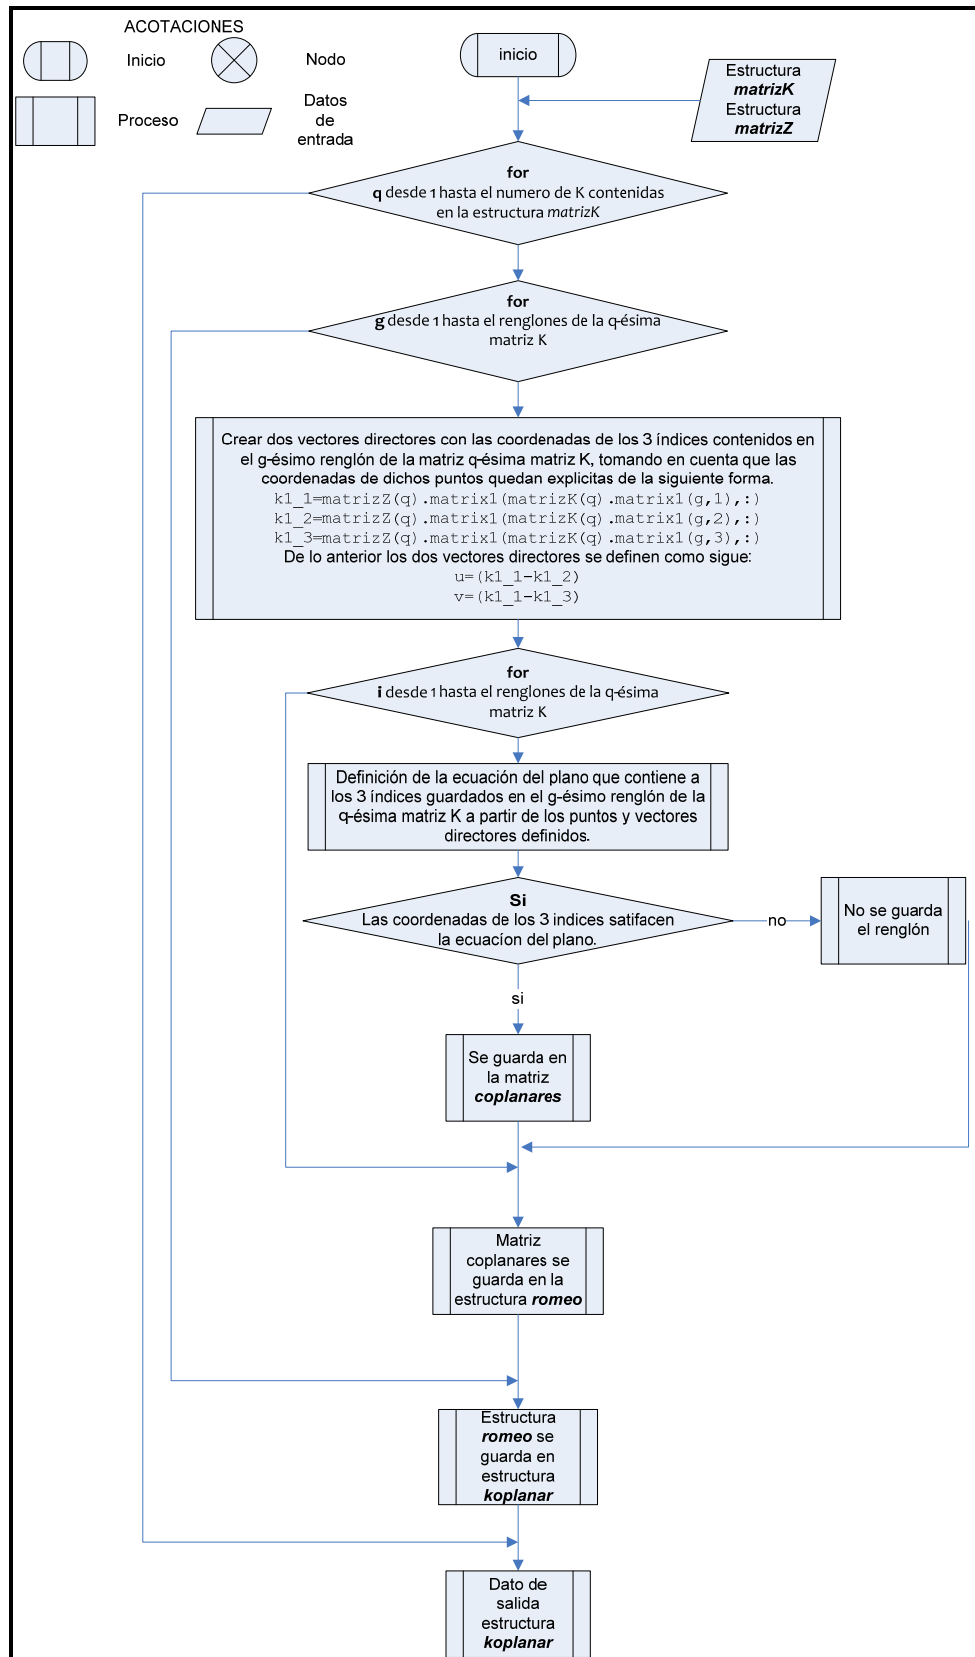 ACOTACIONES
Inicio
Nodo
Proceso
Datos
de
entrada
inicio
Estructura
matrizK
Estructura
matrizZ
for
q desde 1 hasta el numero de K contenidas
en la estructura matrizK
for
g desde 1 hasta el renglones de la q-ésima
matriz K
Crear dos vectores directores con las coordenadas de los 3 índices contenidos en
el g-ésimo renglón de la matriz q-ésima matriz K, tomando en cuenta que las
coordenadas de dichos puntos quedan explicitas de la siguiente forma.
k1_1=matrizZ(q).matrix1(matrizK(q).matrix1(g,1),:)
k1_2=matrizZ(q).matrix1(matrizK(q).matrix1(g,2),:)
k1_3=matrizZ(q).matrix1(matrizK(q).matrix1(g,3),:)
De lo anterior los dos vectores directores se definen como sigue:
u=(k1_1-k1_2)
v=(k1_1-k1_3)
for
i desde 1 hasta el renglones de la q-ésima
matriz K
Definición de la ecuación del plano que contiene a
los 3 índices guardados en el g-ésimo renglón de la
q-ésima matriz K a partir de los puntos y vectores
directores definidos.
Si
Las coordenadas de los 3 indices satifacen
la ecuacíon del plano.
no
No se guarda
el renglón
si
Se guarda en
la matriz
coplanares
Matriz
coplanares se
guarda en la
estructura romeo
Estructura
romeo se
guarda en
estructura
koplanar
Dato de
salida
estructura
koplanar